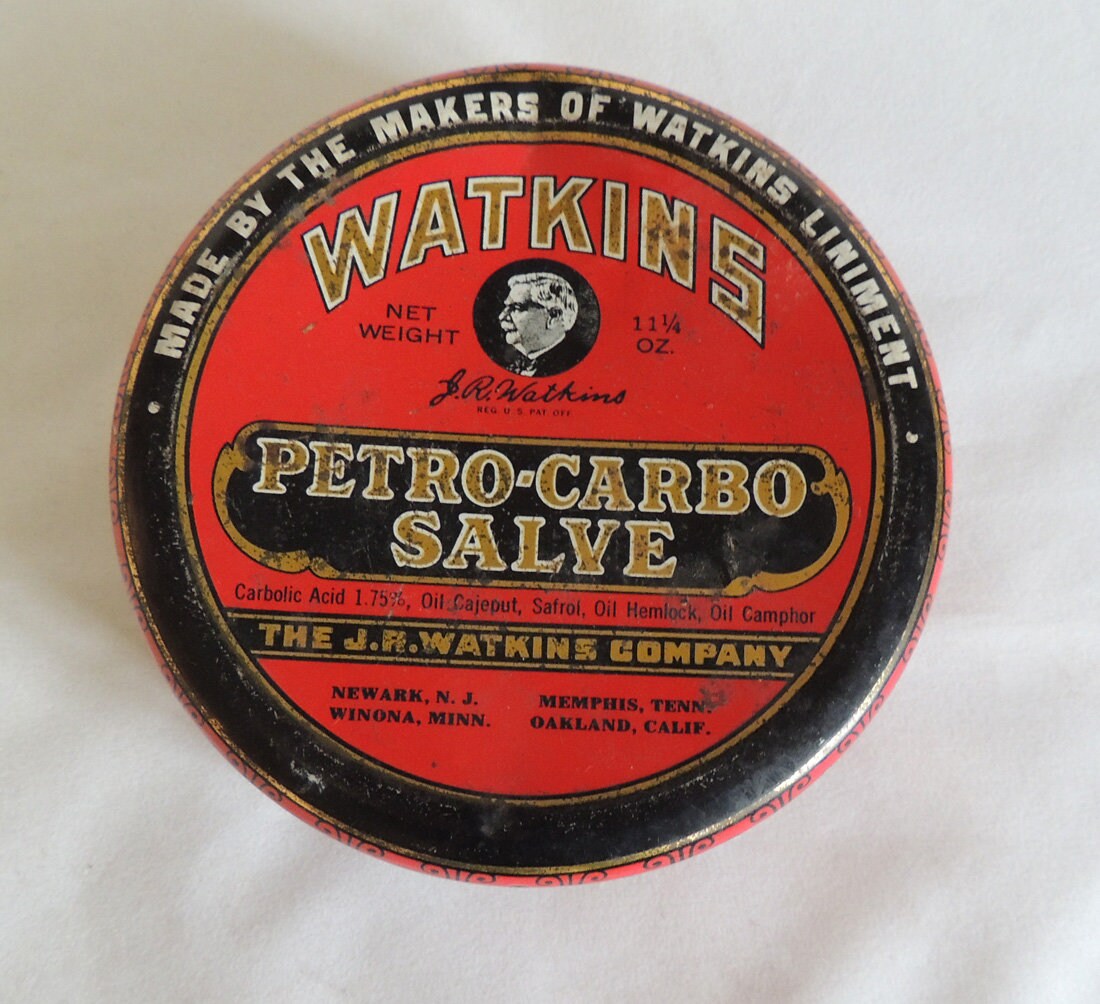 MADE BY THE MAKERS OF WATKINS LINIMENT
WATKINS
NET
WEIGHT
11¼
OZ.
J.R. Watkins
REG. U.S. PAT. OFF.
PETRO-CARBO
SALVE
Carbolic Acid 1.75%, Oil Cajeput, Safrol, Oil Hemlock, Oil Camphor
THE J.R. WATKINS COMPANY
NEWARK, N. J.
WINONA, MINN.
MEMPHIS, TENN.
OAKLAND, CALIF.